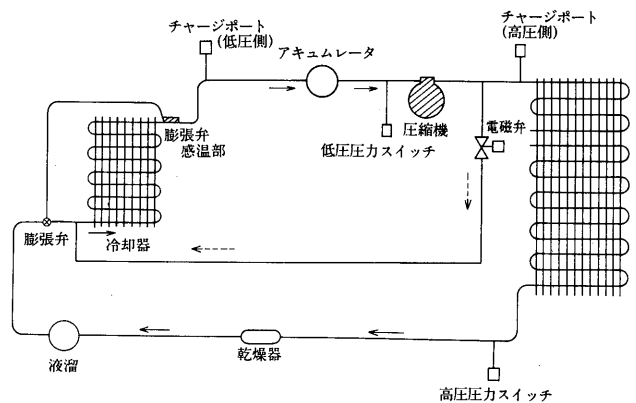 チャージポート
(低圧側)
アキュムレータ
チャージポート
(高圧側)
膨張弁
感温部
低圧圧力スイッチ
圧縮機
電磁弁
膨張弁
冷却器
液溜
乾燥器
高圧圧力スイッチ